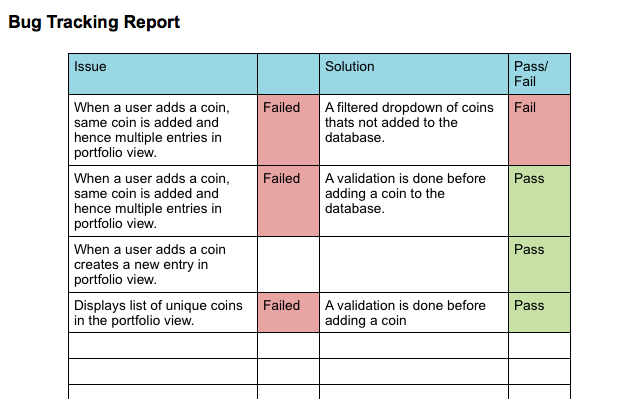 Bug Tracking Report
Issue
Solution
Pass/
Fail
When a user adds a coin,
same coin is added and
hence multiple entries in
portfolio view.
Failed
A filtered dropdown of coins
thats not added to the
database.
Fail
When a user adds a coin,
same coin is added and
hence multiple entries in
portfolio view.
Failed
A validation is done before
adding a coin to the
database.
Pass
When a user adds a coin
creates a new entry in
portfolio view.
Pass
Displays list of unique coins
in the portfolio view.
Failed
A validation is done before
adding a coin
Pass